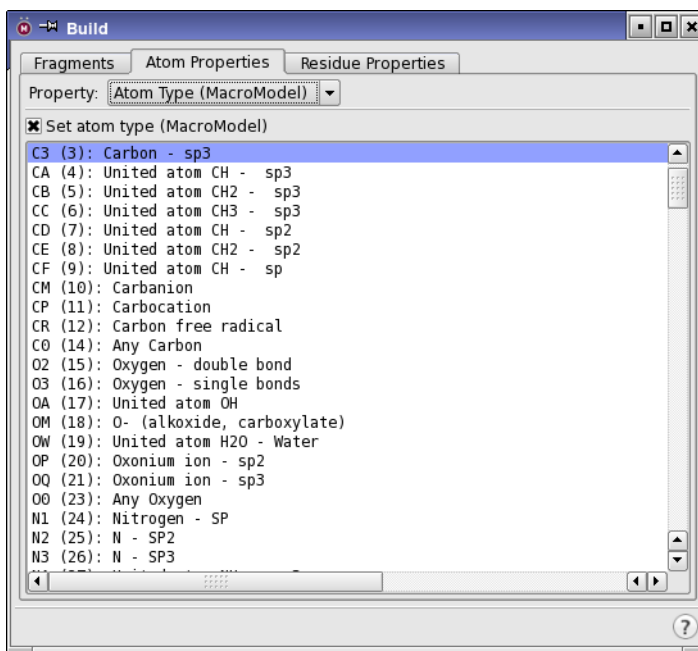 Build
Fragments Atom Properties Residue Properties
Property: Atom Type (MacroModel)
Set atom type (MacroModel)
C3 (3): Carbon - sp3
CA (4): United atom CH - sp3
CB (5): United atom CH2 - sp3
CC (6): United atom CH3 - sp3
CD (7): United atom CH - sp2
CE (8): United atom CH2 - sp2
CF (9): United atom CH - sp
CM (10): Carbanion
CP (11): Carbocation
CR (12): Carbon free radical
C0 (14): Any Carbon
O2 (15): Oxygen - double bond
O3 (16): Oxygen - single bonds
OA (17): United atom OH
OM (18): O- (alkoxide, carboxylate)
OW (19): United atom H2O - Water
OP (20): Oxonium ion - sp2
OQ (21): Oxonium ion - sp3
O0 (23): Any Oxygen
N1 (24): Nitrogen - SP
N2 (25): N - SP2
N3 (26): N - SP3
?